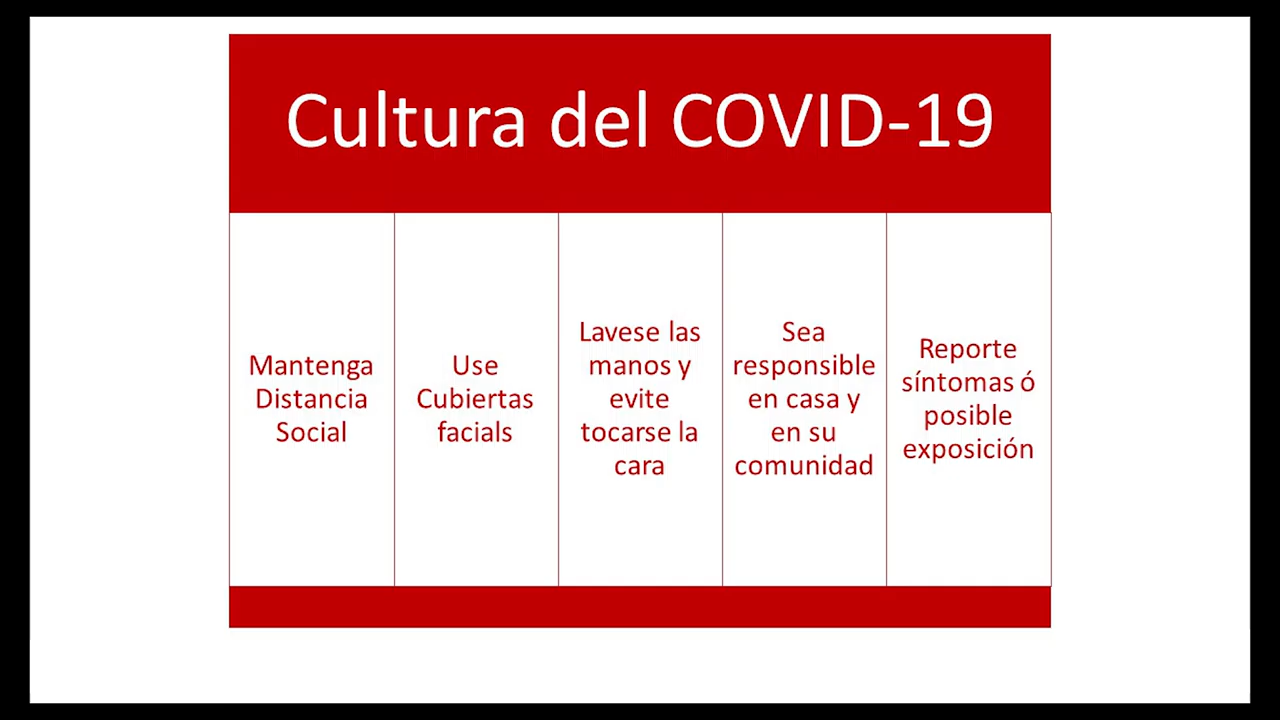 Cultura del COVID-19
Mantenga
Distancia
Social
Use
Cubiertas
facials
Lavese las
manos y
evite
tocarse la
cara
Sea
responsible
en casa y
en su
comunidad
Reporte
síntomas ó
posible
exposición